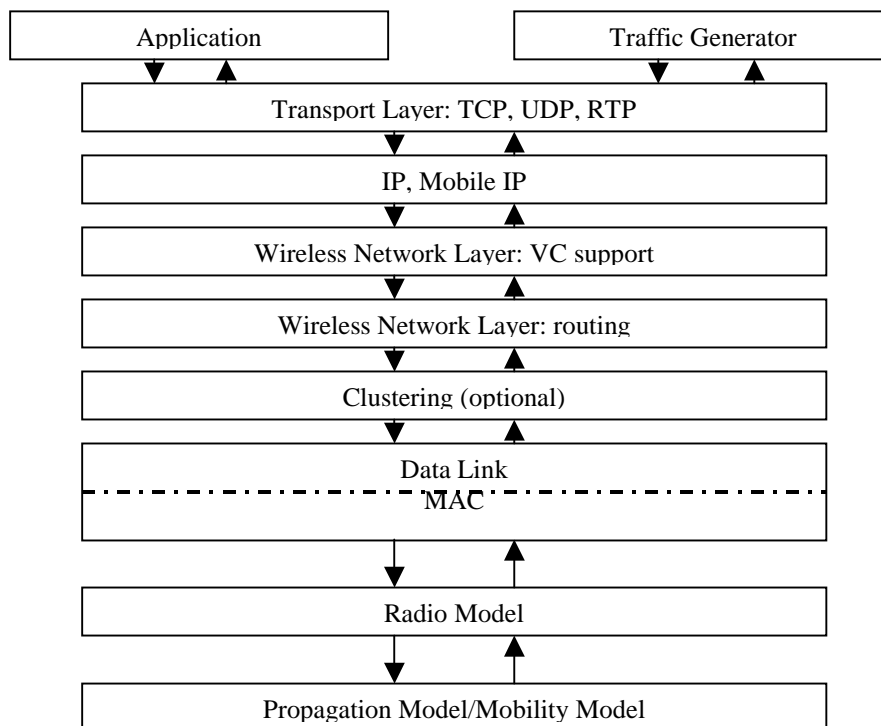 Application
Traffic Generator
Transport Layer: TCP, UDP, RTP
IP, Mobile IP
Wireless Network Layer: VC support
Wireless Network Layer: routing
Clustering (optional)
Data Link
MAC
Radio Model
Propagation Model/Mobility Model